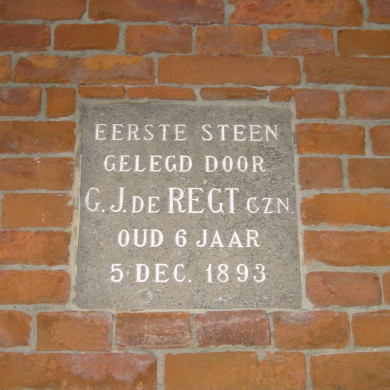 EERSTE STEEN
GELEGD DOOR
G. J. DE REGT GZN.
OUD 6 JAAR
5 DEC. 1893